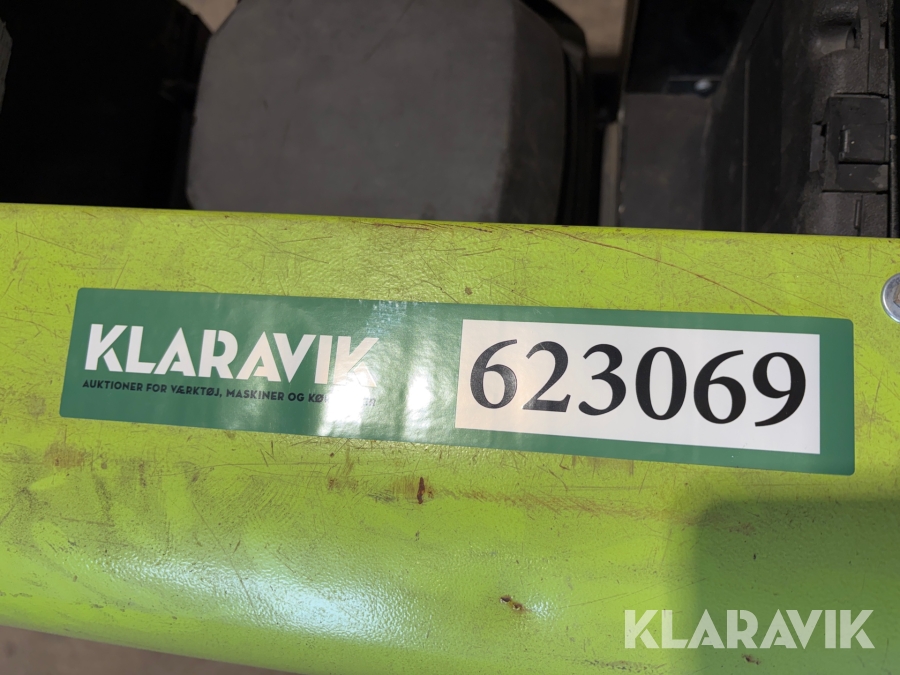 KLARAVIK
AUKTIONER FOR VÆRKTØJ, MASKINER OG
623069
KLARAVIK